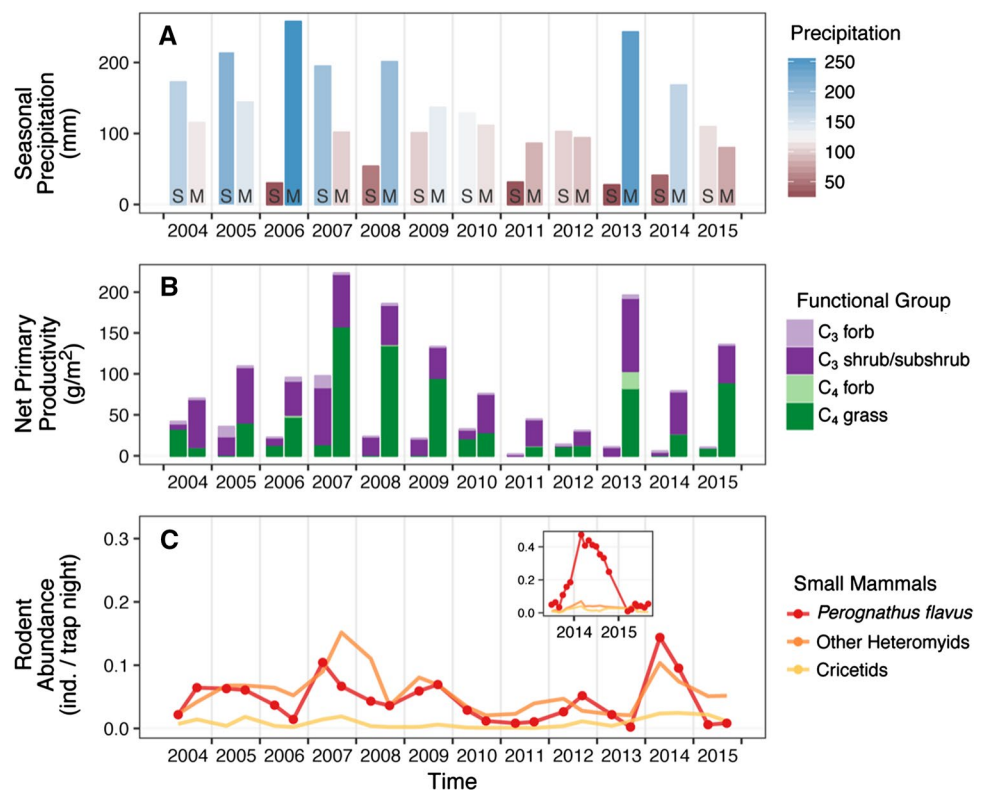 A
Seasonal
Precipitation
(mm)
200
100
0
S M S M S M S M S M S M S M S M S M S M S M S M
2004 2005 2006 2007 2008 2009 2010 2011 2012 2013 2014 2015
Precipitation
250
200
150
100
50
B
Net Primary
Productivity
(g/m²)
200
150
100
50
0
2004 2005 2006 2007 2008 2009 2010 2011 2012 2013 2014 2015
Functional Group
C₃ forb
C₃ shrub/subshrub
C₄ forb
C₄ grass
C
Rodent
Abundance
(ind. / trap night)
0.3
0.2
0.1
0.0
0.4
0.2
0.0
2014 2015
2004 2005 2006 2007 2008 2009 2010 2011 2012 2013 2014 2015
Time
Small Mammals
Perognathus flavus
Other Heteromyids
Cricetids